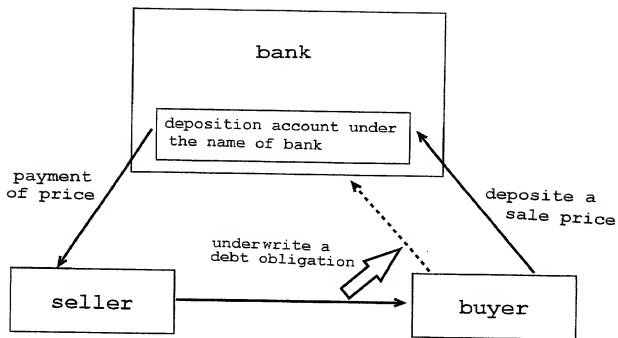 bank
deposition account under
the name of bank
payment
of price
deposite a
sale price
underwrite a
debt obligation
seller
buyer